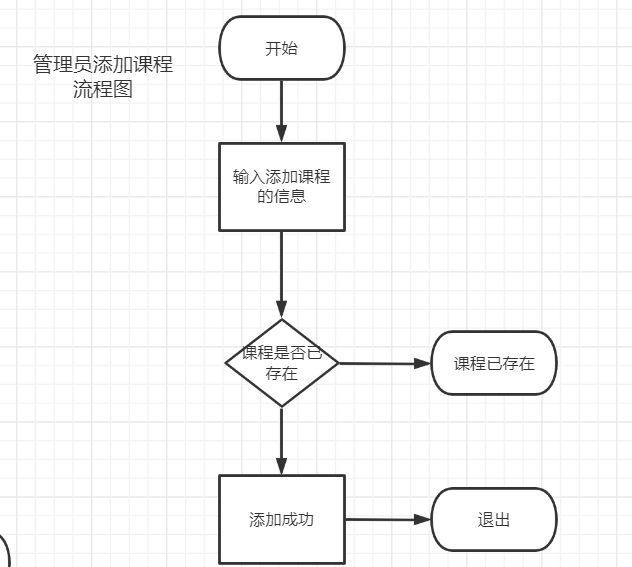 管理员添加课程
流程图
开始
输入添加课程
的信息
课程是否已
存在
课程已存在
添加成功
退出